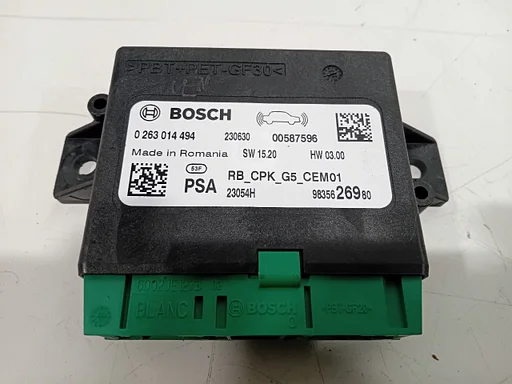 >PBT+PET-GF30<
BOSCH
0 263 014 494 230630 00587596
Made in Romania SW 15.20 HW 03.00
53F
PSA RB_CPK_G5_CEM01
23054H 98356 269 80
BLANC BOSCH